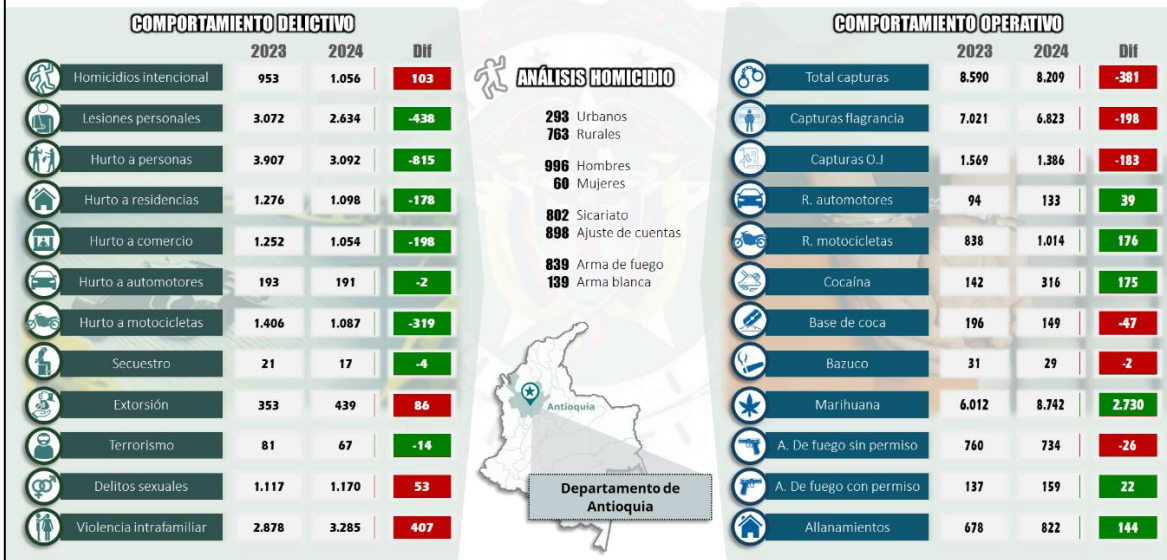 COMPORTAMIENTO DELICTIVO
2023 2024 Dif
Homicidios intencional 953 1.056 103
Lesiones personales 3.072 2.634 -438
Hurto a personas 3.907 3.092 -815
Hurto a residencias 1.276 1.098 -178
Hurto a comercio 1.252 1.054 -198
Hurto a automotores 193 191 -2
Hurto a motocicletas 1.406 1.087 -319
Secuestro 21 17 -4
Extorsión 353 439 86
Terrorismo 81 67 -14
Delitos sexuales 1.117 1.170 53
Violencia intrafamiliar 2.878 3.285 407
ANÁLISIS HOMICIDIO
293 Urbanos
763 Rurales
996 Hombres
60 Mujeres
802 Sicariato
898 Ajuste de cuentas
839 Arma de fuego
139 Arma blanca
Antioquia
Departamento de
Antioquia
COMPORTAMIENTO OPERATIVO
2023 2024 Dif
Total capturas 8.590 8.209 -381
Capturas flagrancia 7.021 6.823 -198
Capturas O.J 1.569 1.386 -183
R. automotores 94 133 39
R. motocicletas 838 1.014 176
Cocaína 142 316 175
Base de coca 196 149 -47
Bazuco 31 29 -2
Marihuana 6.012 8.742 2.730
A. De fuego sin permiso 760 734 -26
A. De fuego con permiso 137 159 22
Allanamientos 678 822 144